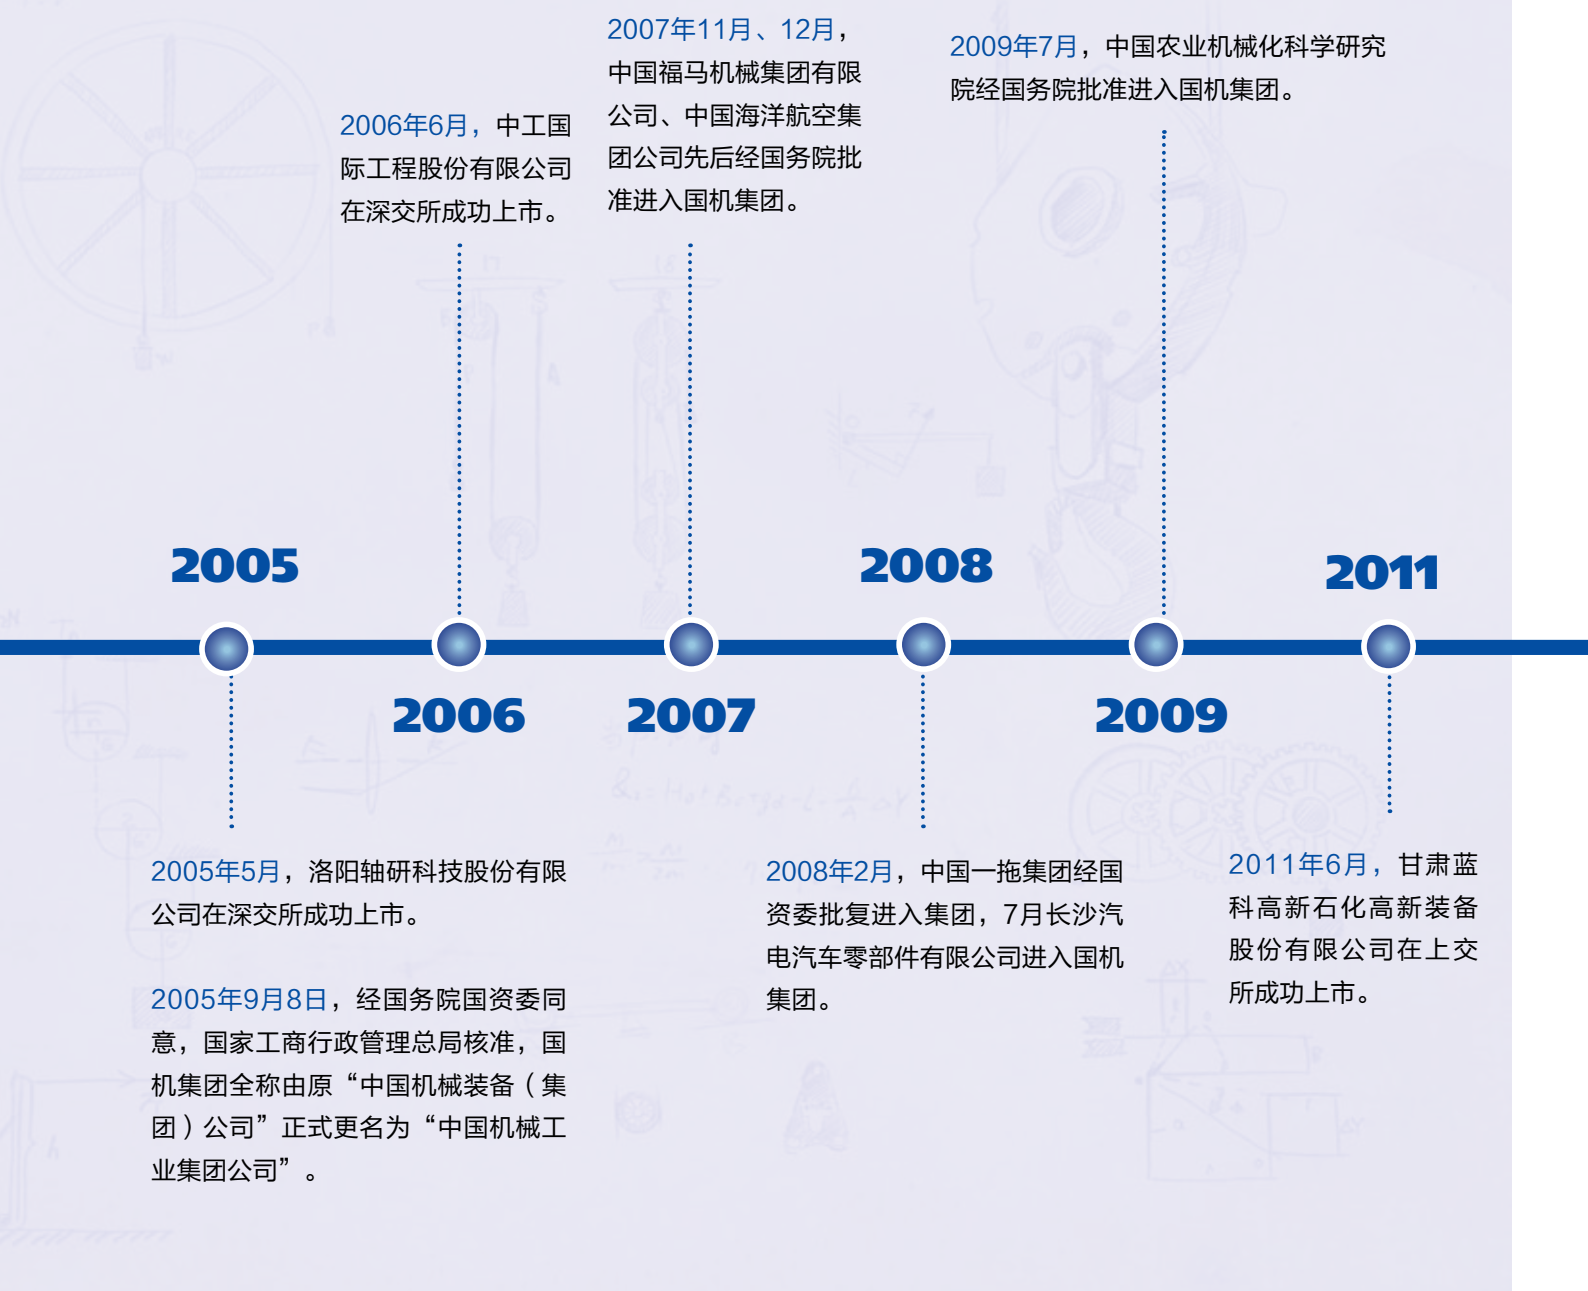 2007年11月、12月，
中国福马机械集团有限
公司、中国海洋航空集
团公司先后经国务院批
准进入国机集团。
2009年7月，中国农业机械化科学研究
院经国务院批准进入国机集团。
2006年6月，中工国
际工程股份有限公司
在深交所成功上市。
2005
2008
2011
2006
2007
2009
2005年5月，洛阳轴研科技股份有限
公司在深交所成功上市。
2005年9月8日，经国务院国资委同
意，国家工商行政管理总局核准，国
机集团全称由原“中国机械装备（集
团）公司”正式更名为“中国机械工
业集团公司”。
2008年2月，中国一拖集团经国
资委批复进入集团，7月长沙汽
电汽车零部件有限公司进入国机
集团。
2011年6月，甘肃蓝
科高新石化高新装备
股份有限公司在上交
所成功上市。